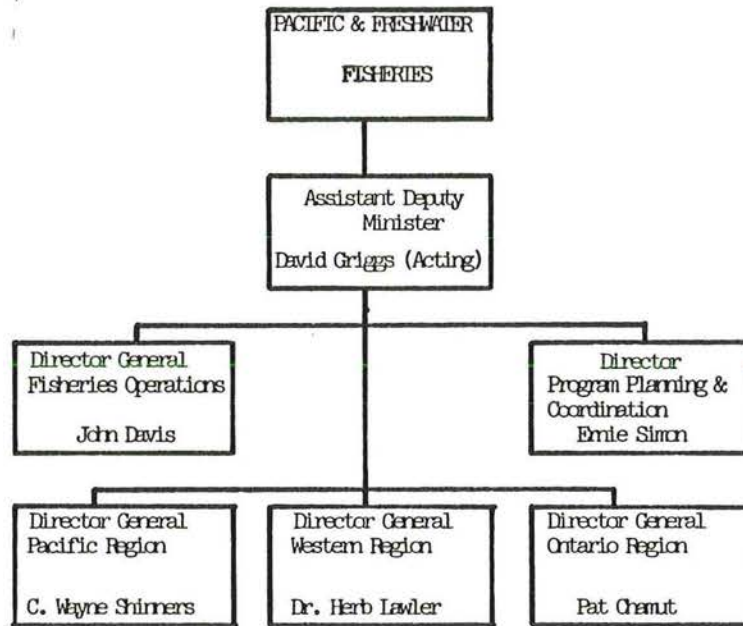 PACIFIC & FRESHWATER
FISHERIES
Assistant Deputy
Minister
David Griggs (Acting)
Director General
Fisheries Operations
John Davis
Director
Program Planning &
Coordination
Ernie Simon
Director General
Pacific Region
C. Wayne Shinners
Director General
Western Region
Dr. Herb Lawler
Director General
Ontario Region
Pat Chamut